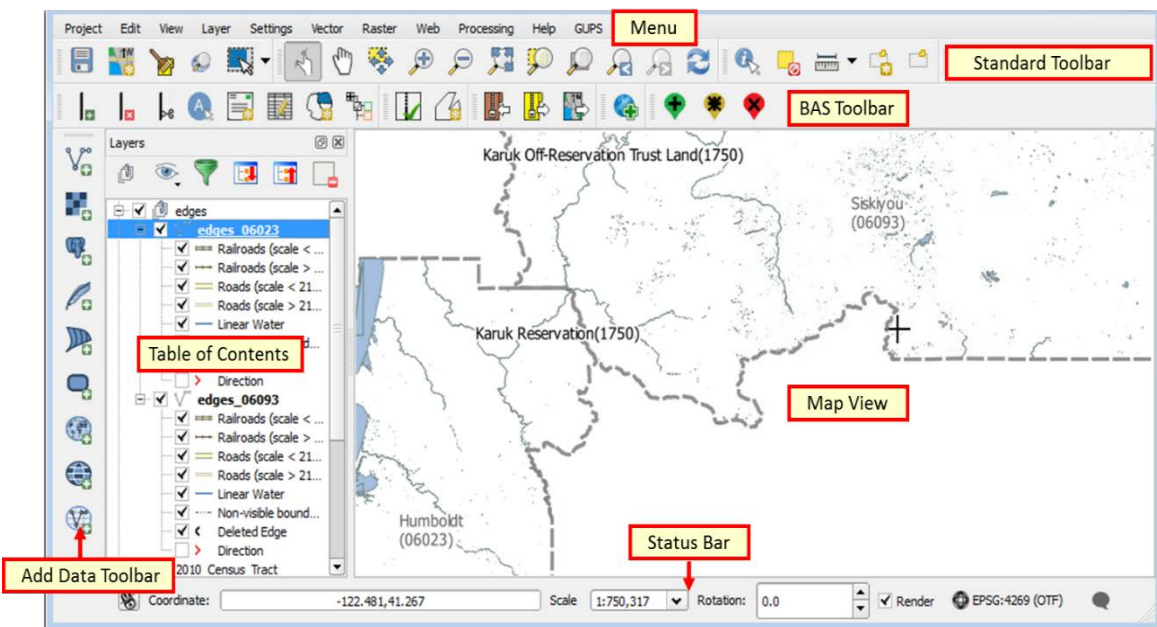 Project Edit View Layer Settings Vector Raster Web Processing Help GUPS
Menu
Standard Toolbar
BAS Toolbar
Layers
edges
edges_06023
Railroads (scale < ...
Railroads (scale > ...
Roads (scale < 21...
Roads (scale > 21...
Linear Water
d...
Table of Contents
Direction
edges_06093
Railroads (scale < ...
Railroads (scale > ...
Roads (scale < 21...
Roads (scale > 21...
Linear Water
Non-visible bound...
Deleted Edge
Direction
2010 Census Tract
Add Data Toolbar
Karuk Off-Reservation Trust Land(1750)
Siskiyou
(06093)
Karuk Reservation(1750)
Map View
Humboldt
(06023)
Status Bar
Coordinate: -122.481,41.267 Scale 1:750,317 Rotation: 0.0 Render EPSG:4269 (OTF)